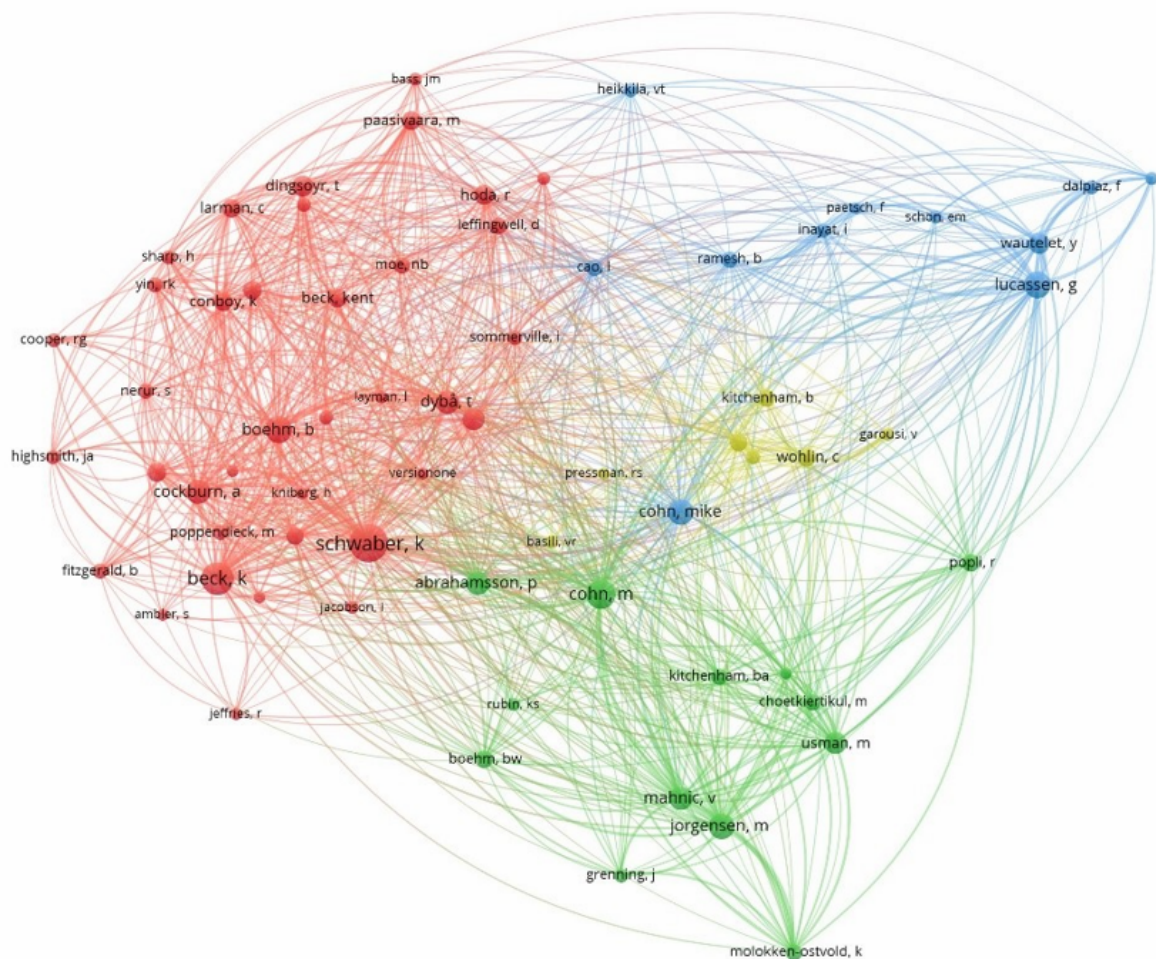 bass, jm
heikkila, vt
paasivaara, m
dingsoyr, t
hoda, r
dalpiaz, f
larman, c
leffingwell, d
paetsch, f
schon, em
inayat, i
wautelet, y
sharp, h
moe, nb
cao, l
ramesh, b
yin, rk
conboy, k
beck, kent
lucassen, g
cooper, rg
sommerville, i
nerur, s
layman, l
dybå, t
kitchenham, b
boehm, b
garousi, v
highsmith, ja
wohlin, c
versionone
pressman, rs
cockburn, a
kniberg, h
cohn, mike
poppendieck, m
schwaber, k
basili, vr
fitzgerald, b
beck, k
abrahamsson, p
popli, r
cohn, m
ambler, s
jacobson, i
kitchenham, ba
rubin, ks
choetkiertikul, m
jeffries, r
usman, m
boehm, bw
mahnic, v
jorgensen, m
grenning, j
molokken-ostvold, k